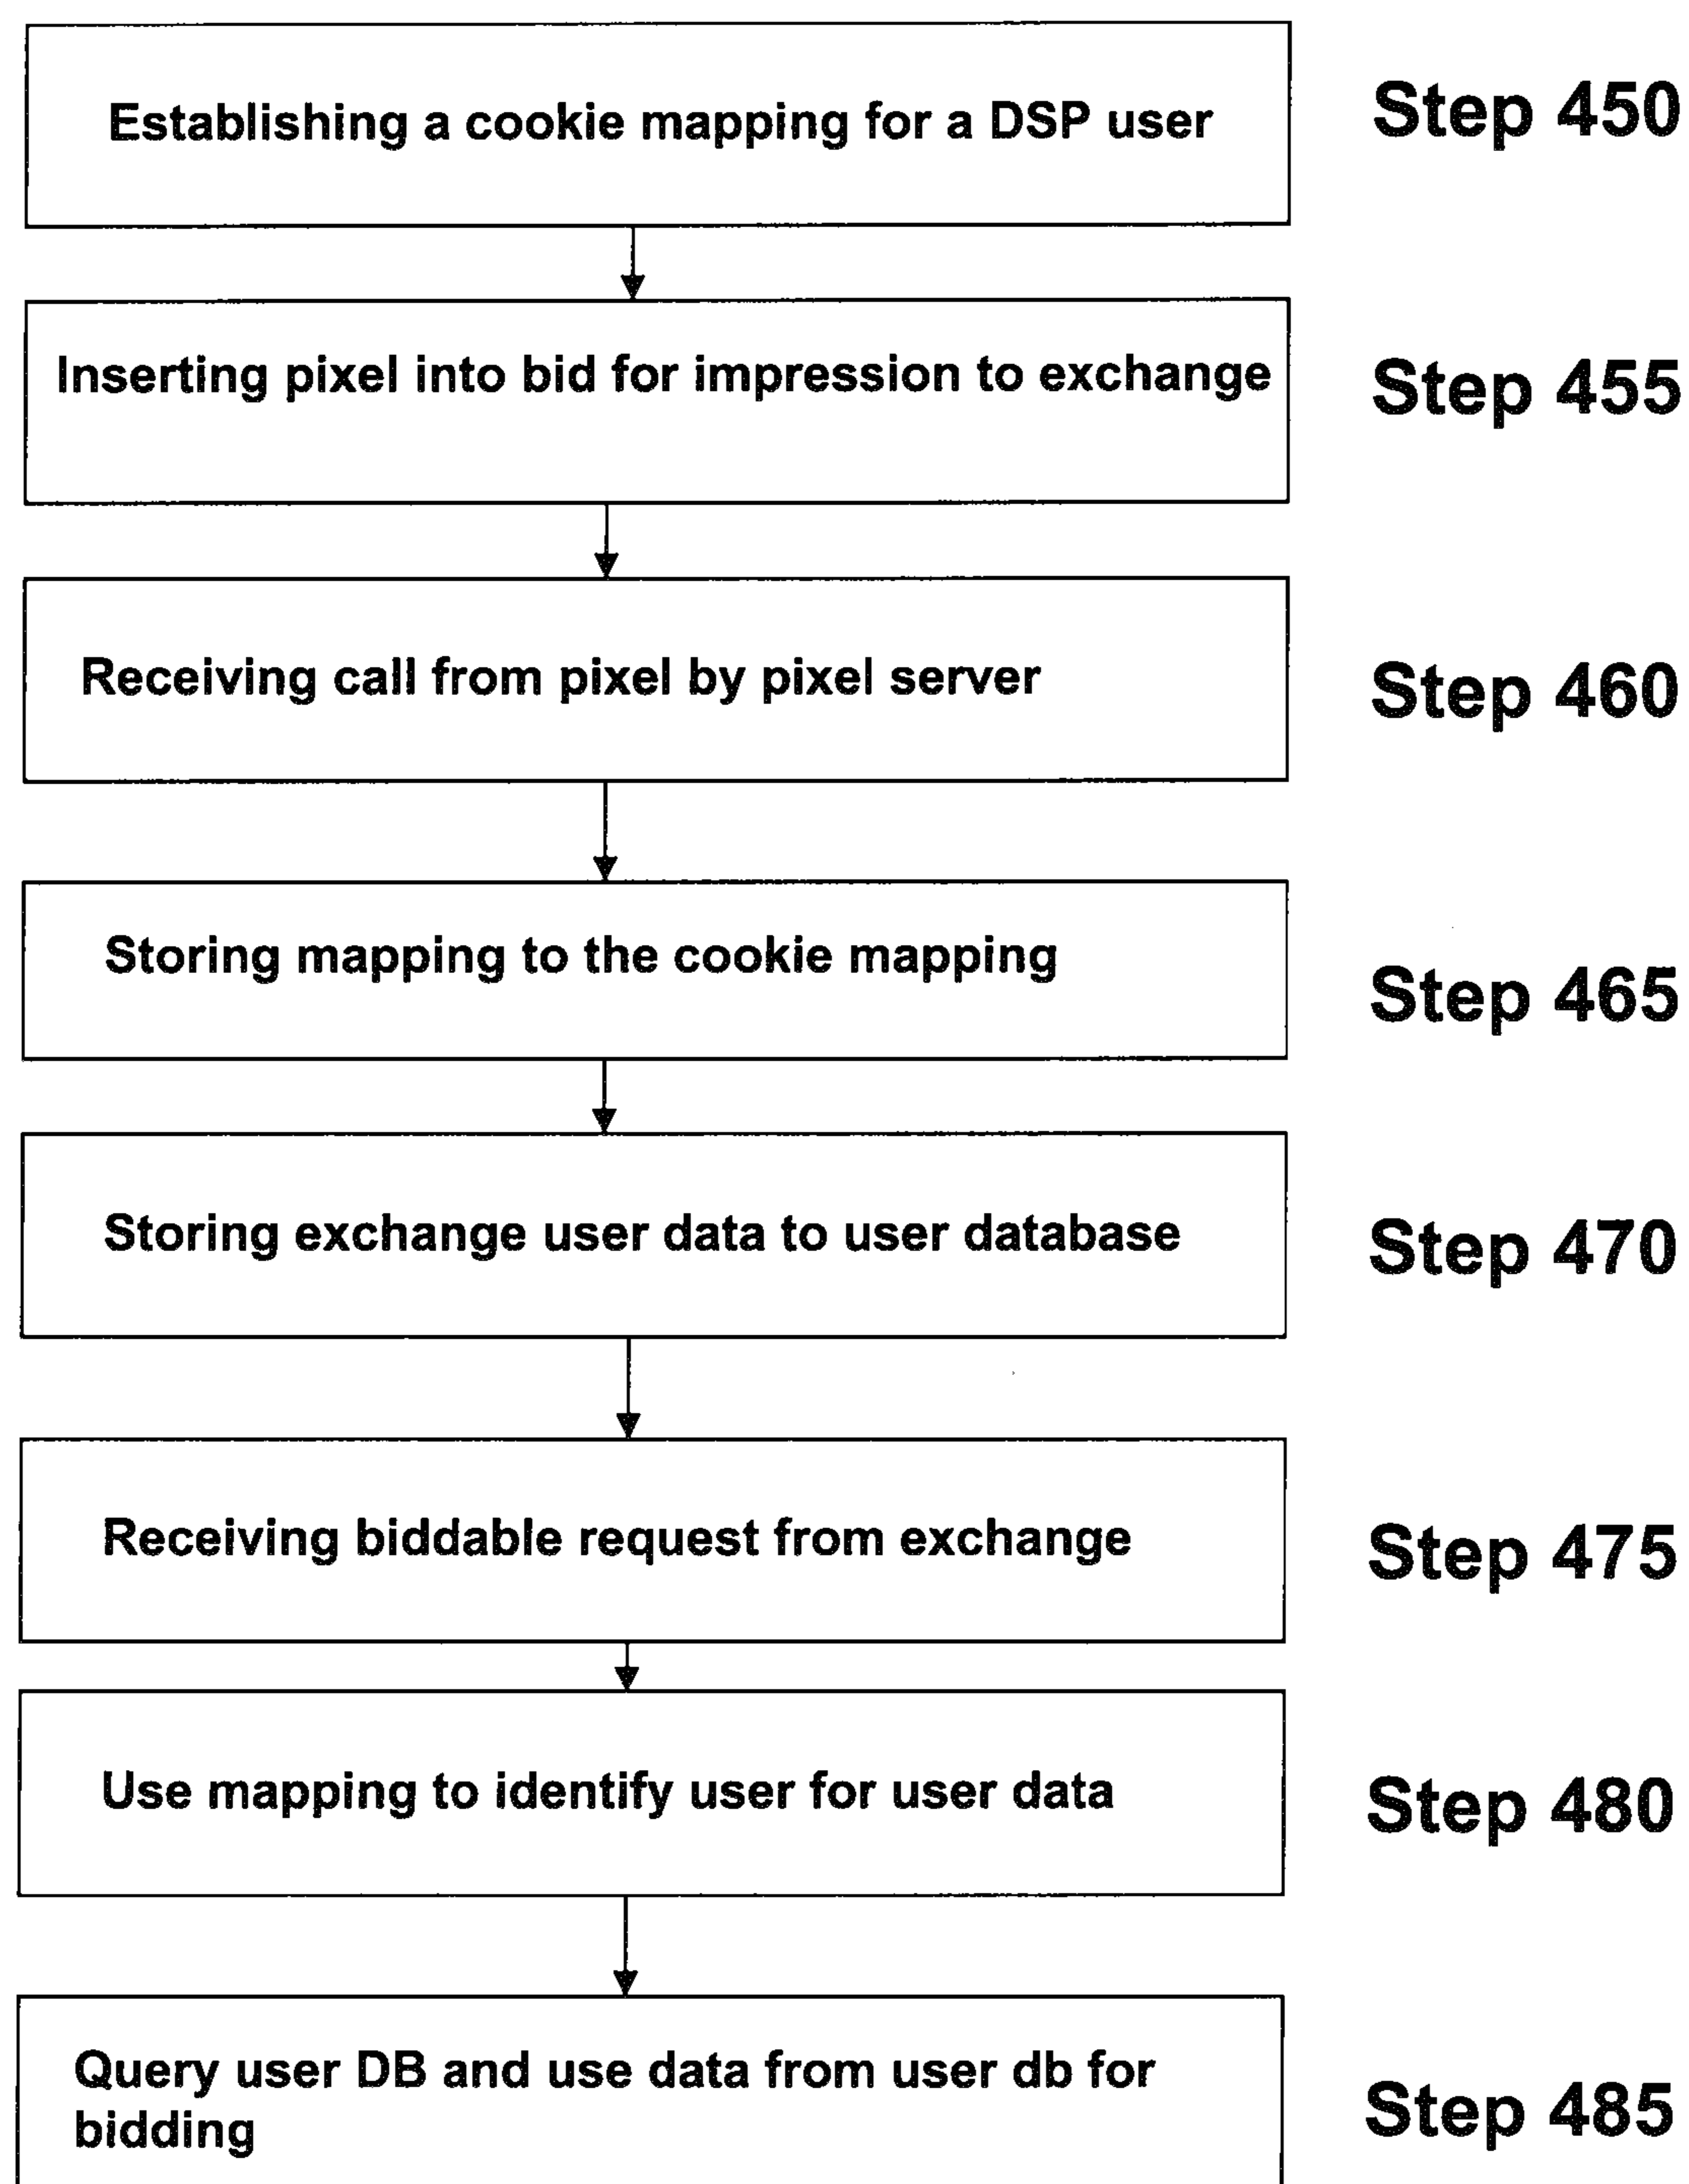 Establishing a cookie mapping for a DSP user
Step 450
Inserting pixel into bid for impression to exchange
Step 455
Receiving call from pixel by pixel server
Step 460
Storing mapping to the cookie mapping
Step 465
Storing exchange user data to user database
Step 470
Receiving biddable request from exchange
Step 475
Use mapping to identify user for user data
Step 480
Query user DB and use data from user db for
bidding
Step 485